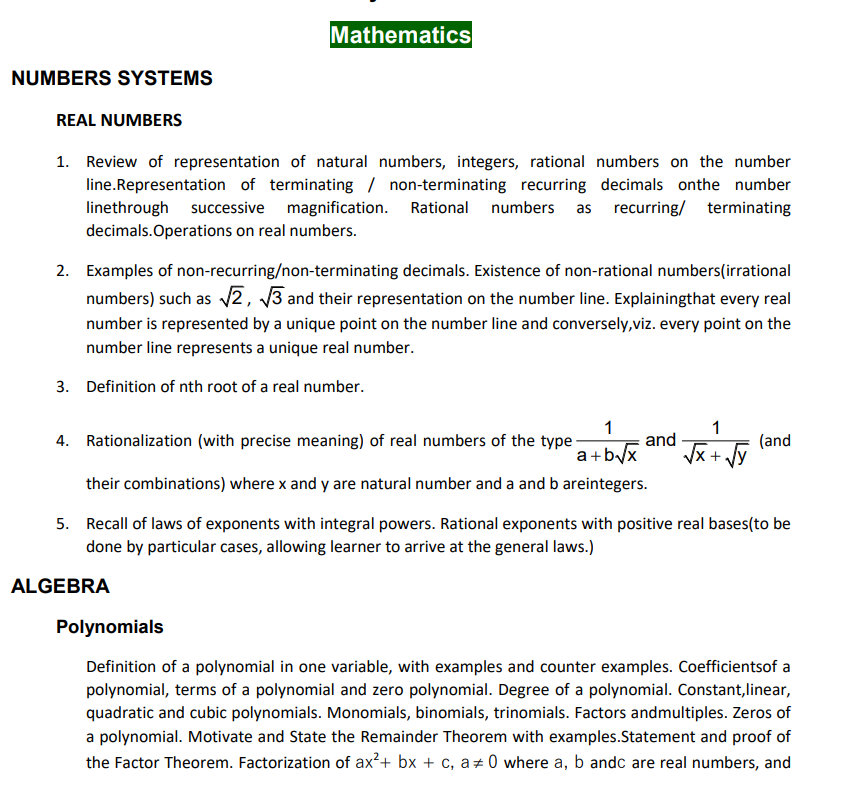 Mathematics
NUMBERS SYSTEMS
REAL NUMBERS
1. Review of representation of natural numbers, integers, rational numbers on the number
line.Representation of terminating / non-terminating recurring decimals onthe number
linethrough successive magnification. Rational numbers as recurring/ terminating
decimals.Operations on real numbers.
2. Examples of non-recurring/non-terminating decimals. Existence of non-rational numbers(irrational
numbers) such as √2, √3 and their representation on the number line. Explainingthat every real
number is represented by a unique point on the number line and conversely,viz. every point on the
number line represents a unique real number.
3. Definition of nth root of a real number.
4. Rationalization (with precise meaning) of real numbers of the type 1/(a+b√x) and 1/(√x+√y) (and
their combinations) where x and y are natural number and a and b areintegers.
5. Recall of laws of exponents with integral powers. Rational exponents with positive real bases(to be
done by particular cases, allowing learner to arrive at the general laws.)
ALGEBRA
Polynomials
Definition of a polynomial in one variable, with examples and counter examples. Coefficientsof a
polynomial, terms of a polynomial and zero polynomial. Degree of a polynomial. Constant,linear,
quadratic and cubic polynomials. Monomials, binomials, trinomials. Factors andmultiples. Zeros of
a polynomial. Motivate and State the Remainder Theorem with examples.Statement and proof of
the Factor Theorem. Factorization of ax²+ bx + c, a ≠ 0 where a, b andc are real numbers, and